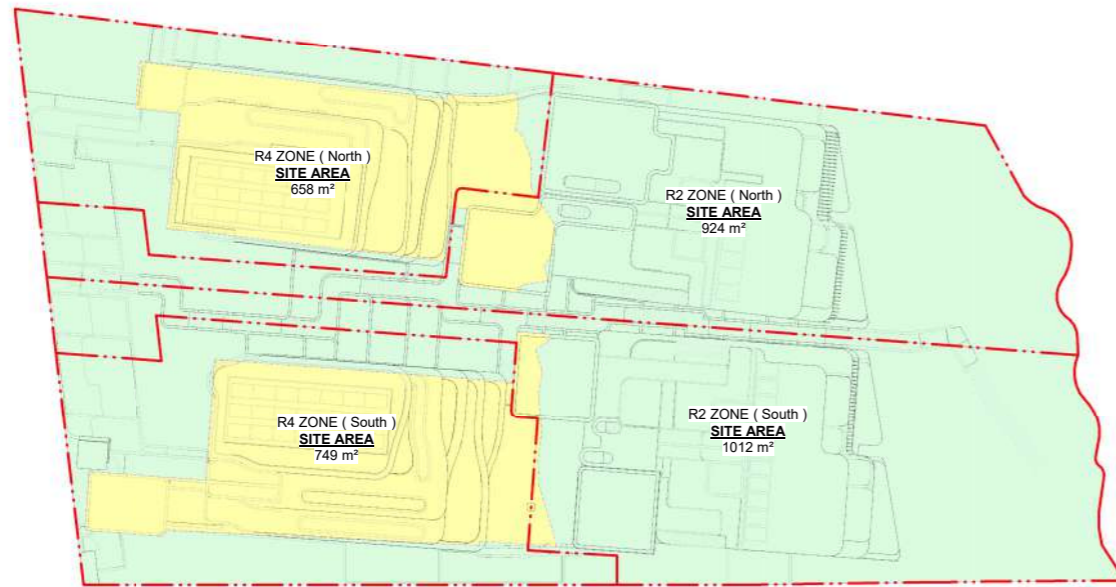 R4 ZONE ( North )
SITE AREA
658 m²
R2 ZONE ( North )
SITE AREA
924 m²
R4 ZONE ( South )
SITE AREA
749 m²
R2 ZONE ( South )
SITE AREA
1012 m²